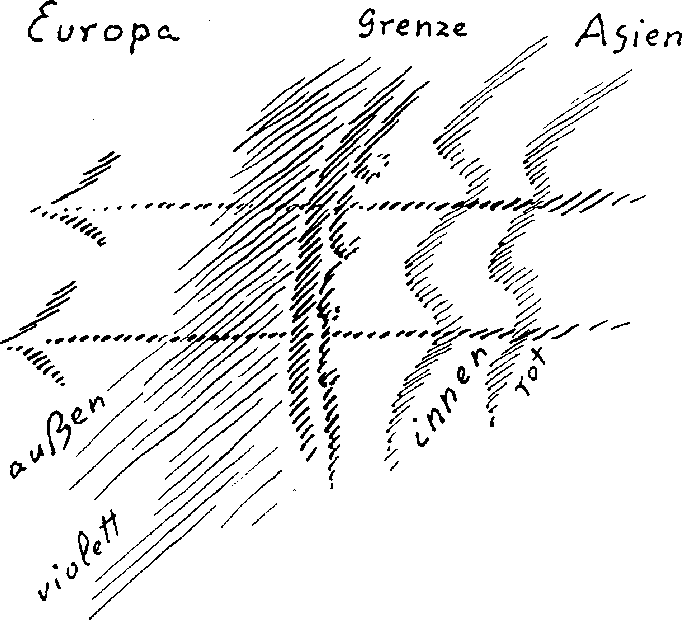 Europa Grenze Asien
außen
innen
rot
violett